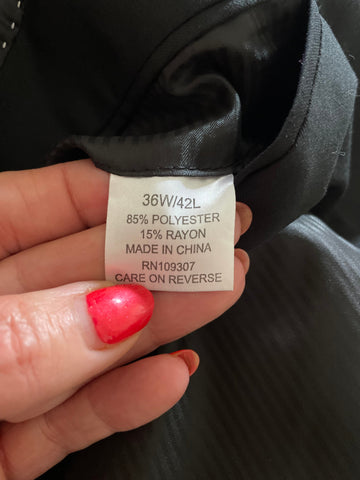 36W/42L
85% POLYESTER
15% RAYON
MADE IN CHINA
RN109307
CARE ON REVERSE